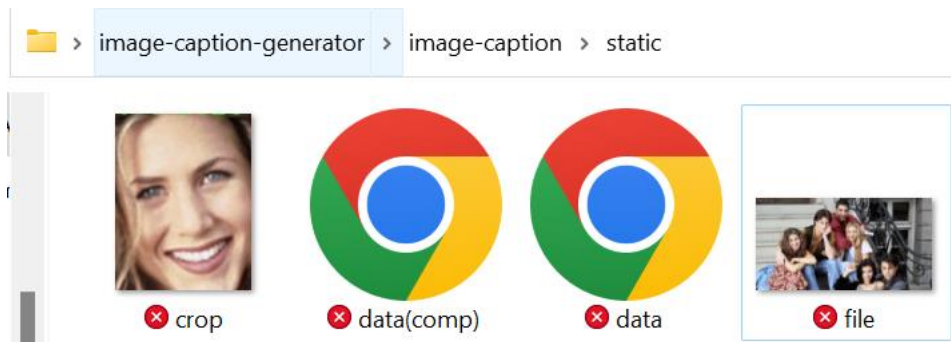 image-caption-generator > image-caption > static
crop
data(comp)
data
file